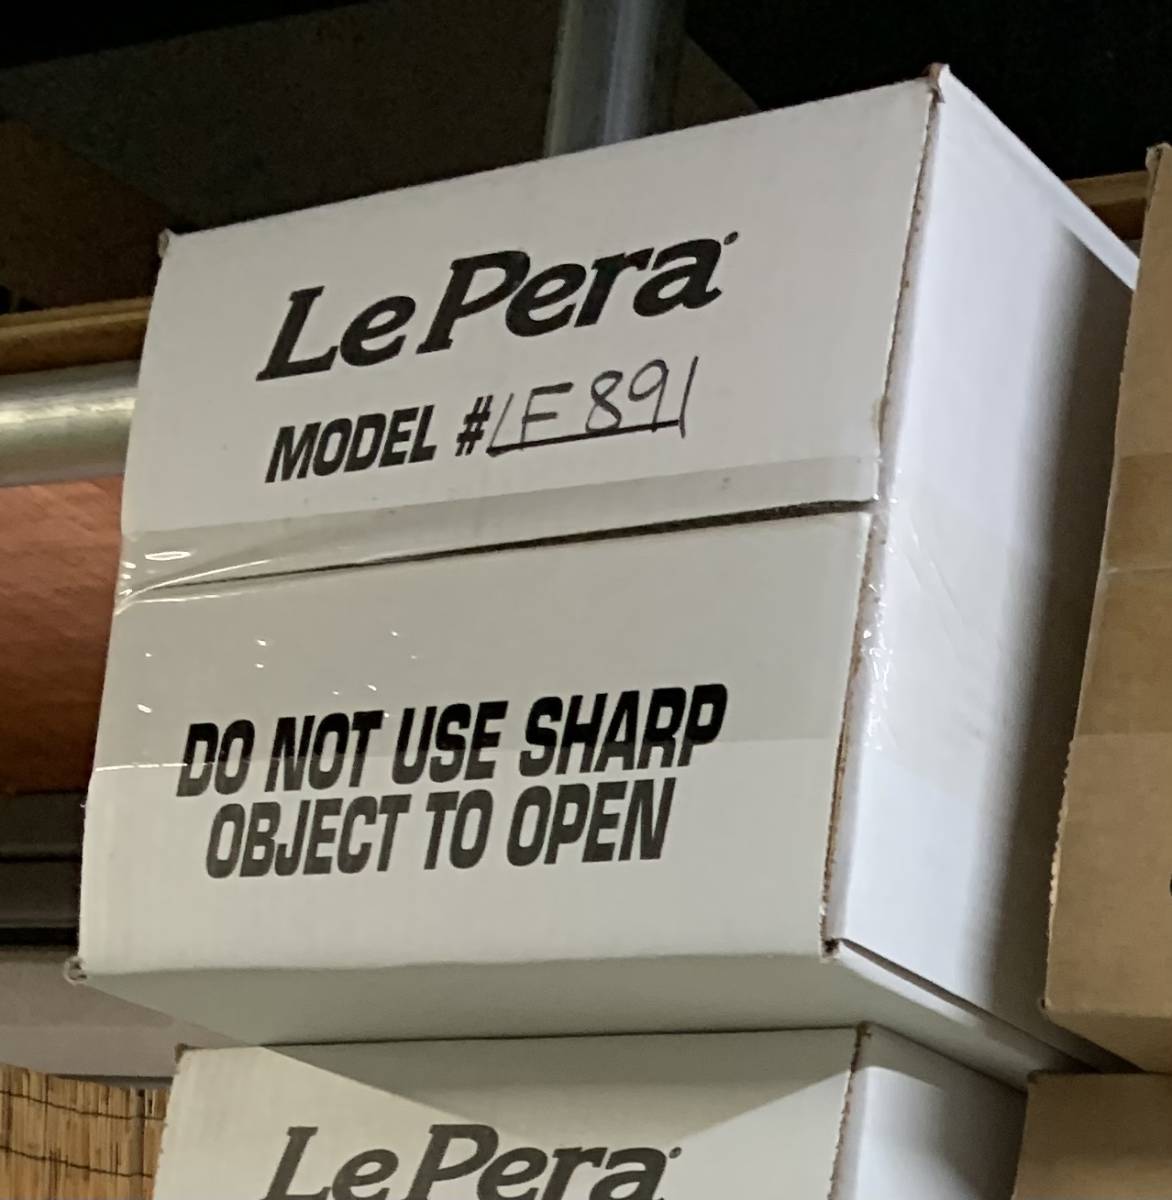 LePera
MODEL #LF891
DO NOT USE SHARP
OBJECT TO OPEN
LePera